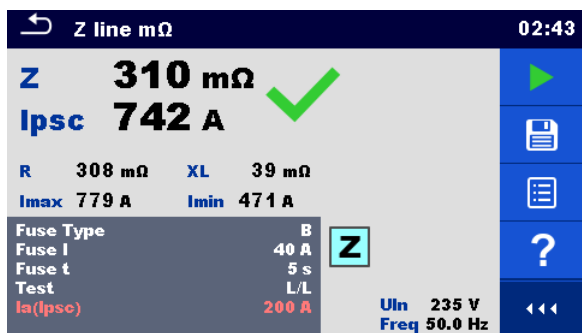 Z line mΩ 02:43
Z 310 mΩ
Ipsc 742 A
R 308 mΩ XL 39 mΩ
Imax 779 A Imin 471 A
Fuse Type B
Fuse I 40 A
Fuse t 5 s
Test L/L
Ia(Ipsc) 200 A
Z
Uln 235 V
Freq 50.0 Hz
?